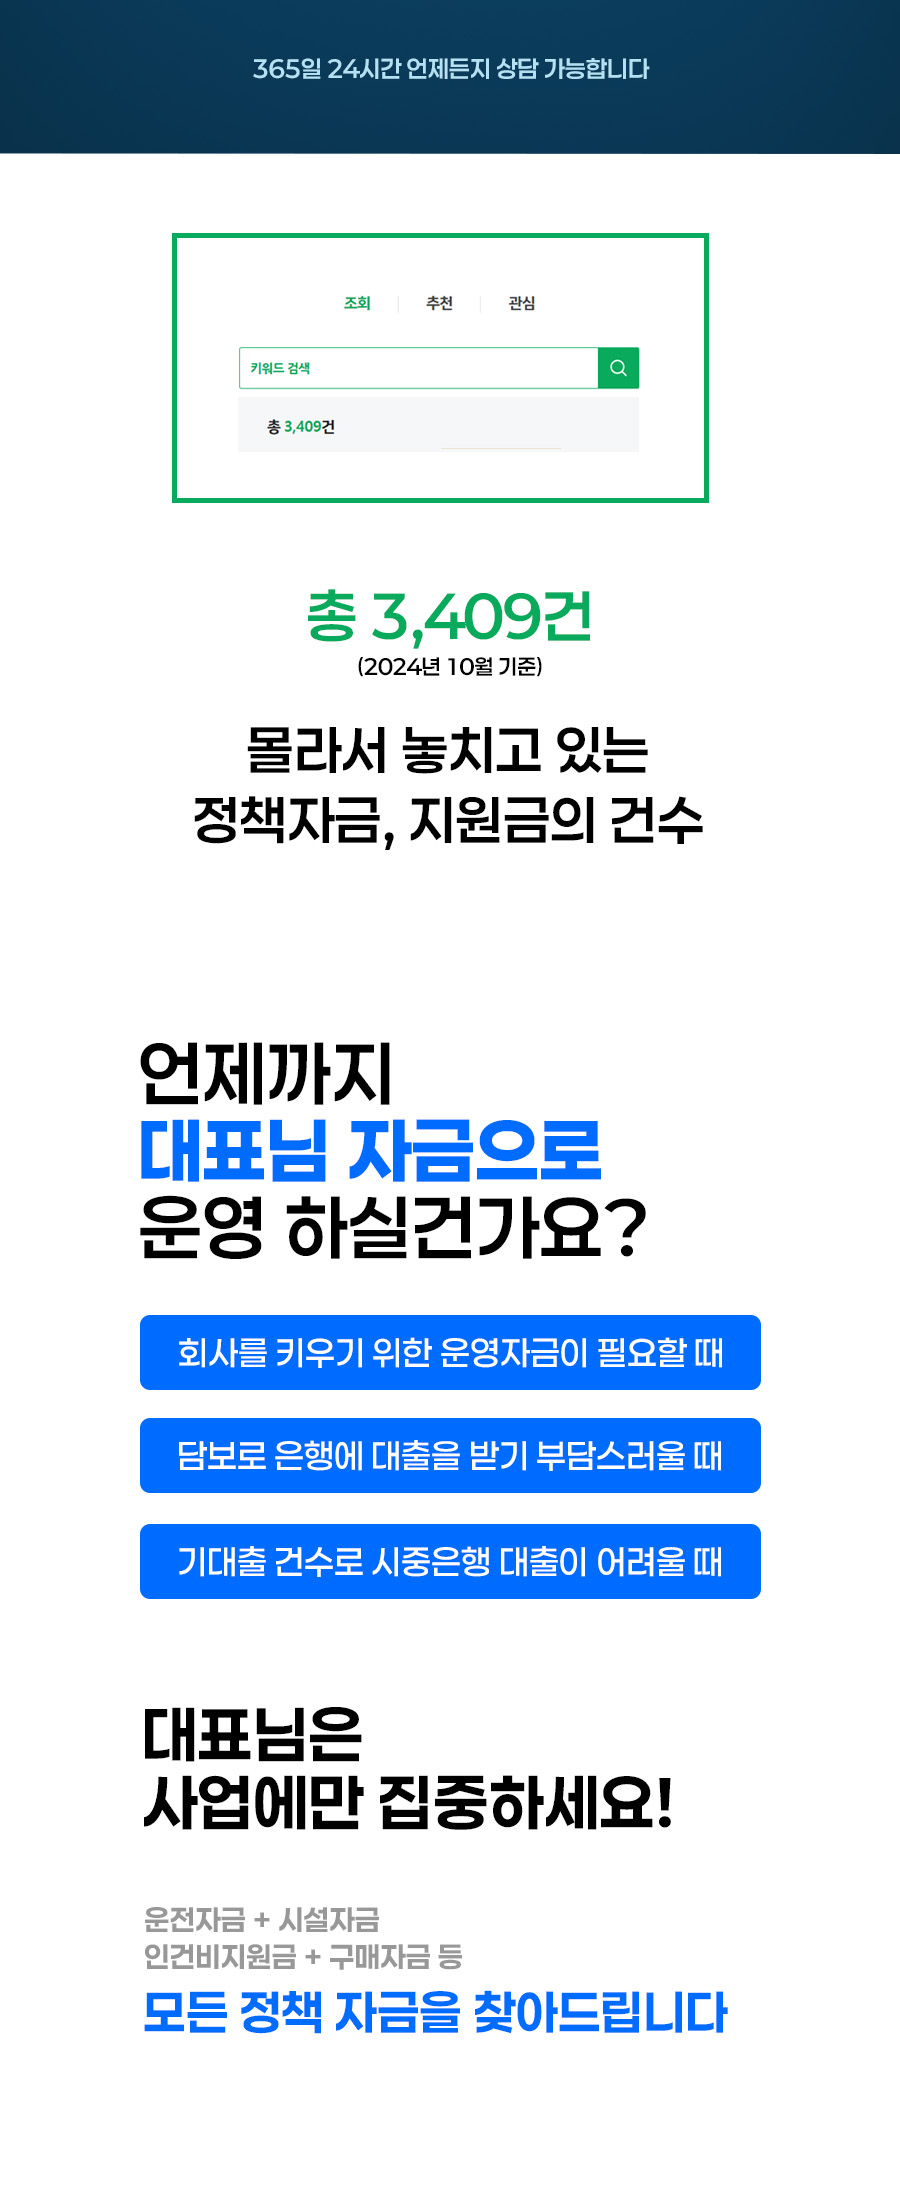 365일 24시간 언제든지 상담 가능합니다
조회 추천 관심
키워드 검색
총 3,409건
총 3,409건
(2024년 10월 기준)
몰라서 놓치고 있는
정책자금, 지원금의 건수
언제까지
대표님 자금으로
운영 하실건가요?
회사를 키우기 위한 운영자금이 필요할 때
담보로 은행에 대출을 받기 부담스러울 때
기대출 건수로 시중은행 대출이 어려울 때
대표님은
사업에만 집중하세요!
운전자금 + 시설자금
인건비지원금 + 구매자금 등
모든 정책 자금을 찾아드립니다